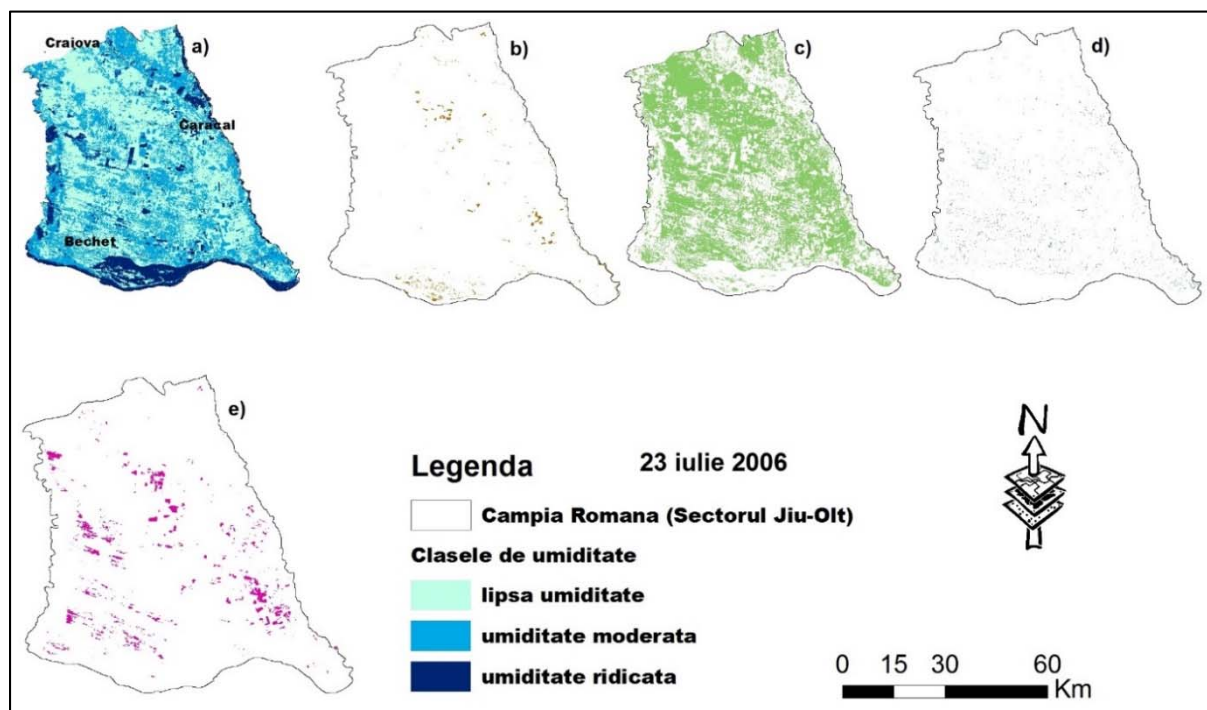 Craiova
a)
b)
c)
d)
Caracal
Bechet
e)
N
Legenda
23 iulie 2006
Campia Romana (Sectorul Jiu-Olt)
Clasele de umiditate
lipsa umiditate
umiditate moderata
umiditate ridicata
0 15 30 60
Km